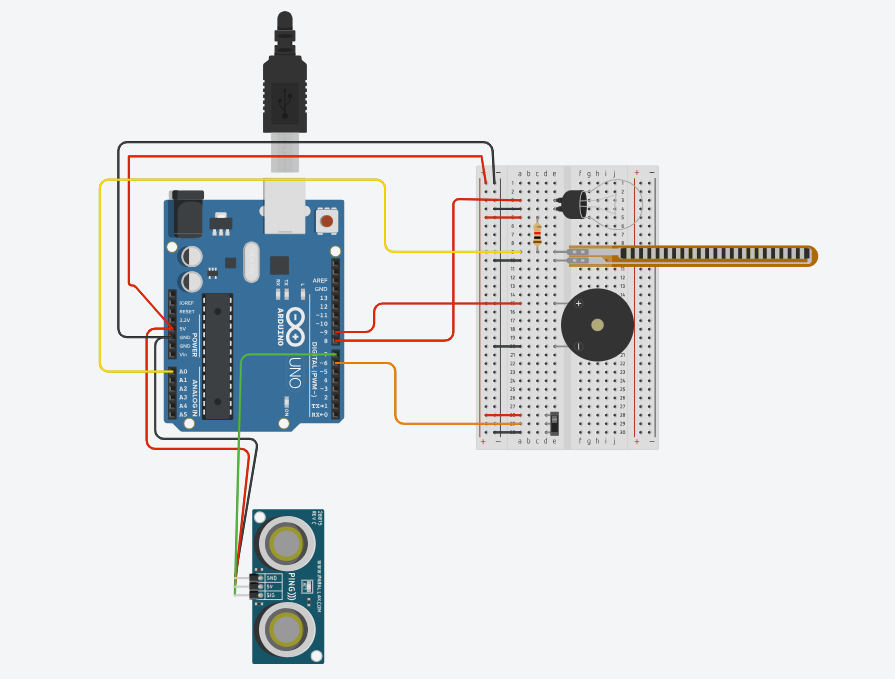 IOREF
RESET
3.3V
5V
GND
GND
Vin
POWER
A0
A1
A2
A3
A4
A5
ANALOG IN
AREF
GND
13
12
~11
~10
~9
8
7
~6
~5
4
~3
2
TX→1
RX←0
DIGITAL (PWM~)
RX
TX
L
ON
ARDUINO
UNO
+ −
a b c d e
f g h i j
+ −
1
2
3
4
5
6
7
8
9
10
11
12
13
14
15
16
17
18
19
20
21
22
23
24
25
26
27
28
29
30
+ −
a b c d e
f g h i j
+ −
28015
REV C
GND
5V
SIG
PING)))
WWW.PARALLAX.COM